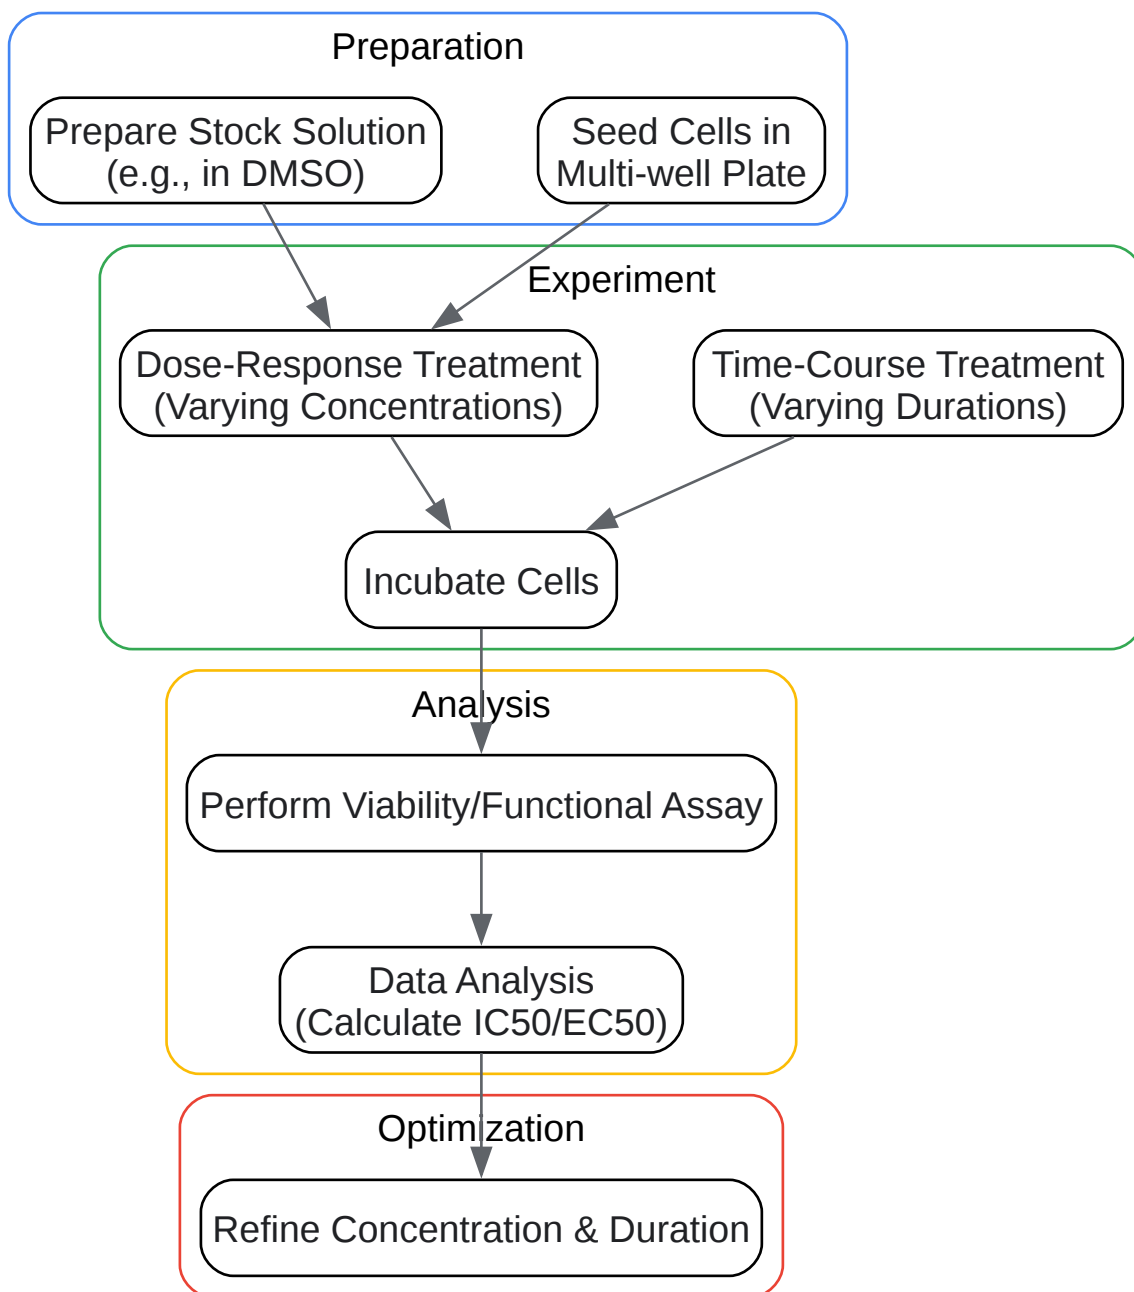 Preparation
Prepare Stock Solution
(e.g., in DMSO)
Seed Cells in
Multi-well Plate
Experiment
Dose-Response Treatment
(Varying Concentrations)
Time-Course Treatment
(Varying Durations)
Incubate Cells
Analysis
Perform Viability/Functional Assay
Data Analysis
(Calculate IC50/EC50)
Optimization
Refine Concentration & Duration